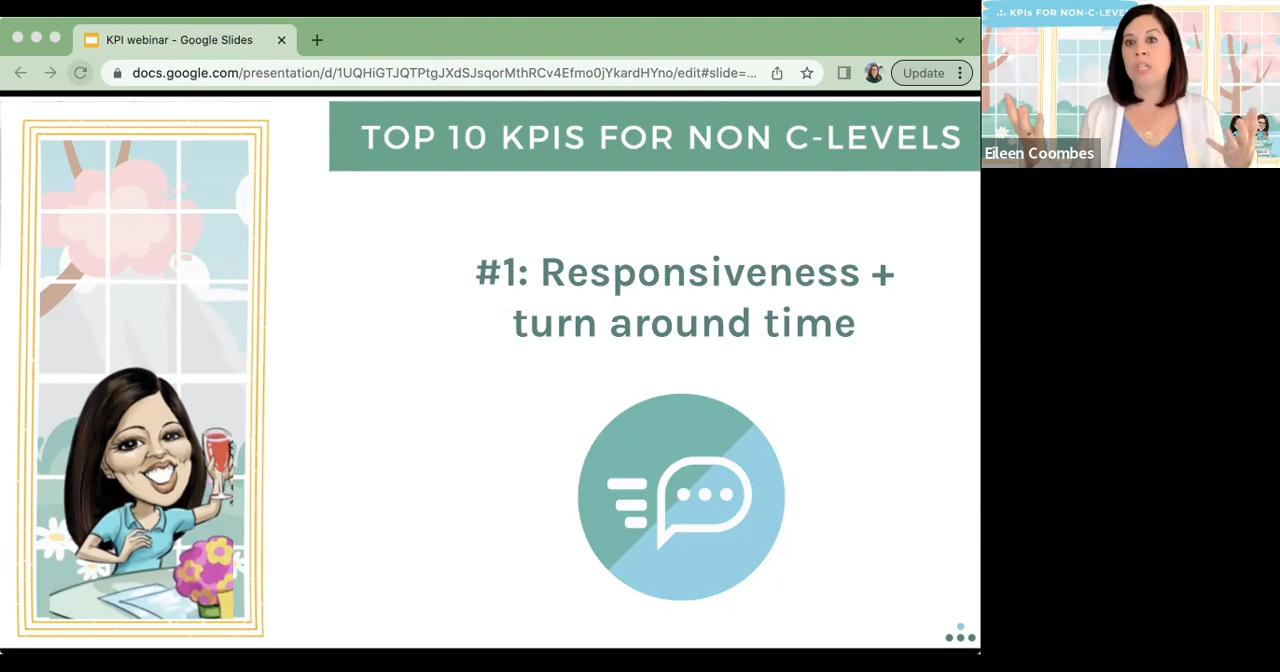 KPI webinar - Google Slides
docs.google.com/presentation/d/1UQHiGTJQTPtgJXdSJsqorMthRCv4Efmo0jYkardHYno/edit#slide=...
Update
KPIs FOR NON-C-LEVE
Eileen Coombes
TOP 10 KPIS FOR NON C-LEVELS
#1: Responsiveness +
turn around time